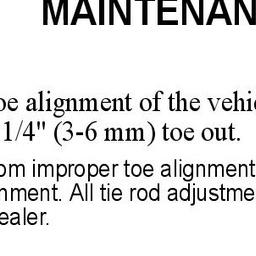 MAINTENAN
oe alignment of the vehi
1/4" (3-6 mm) toe out.
om improper toe alignment
nment. All tie rod adjustme
ealer.